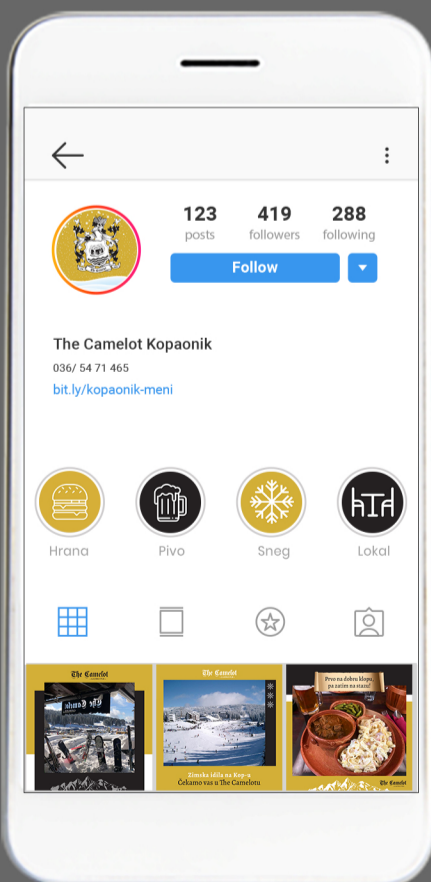 123 419 288
posts followers following
Follow
The Camelot Kopaonik
036/ 54 71 465
bit.ly/kopaonik-meni
Hrana Pivo Sneg Lokal
The Camelot
The Camelot
Zimska idila na Kop-u
Čekamo vas u The Camelotu
Prvo na dobru klopu,
pa zatim na stazu!
The Camelot